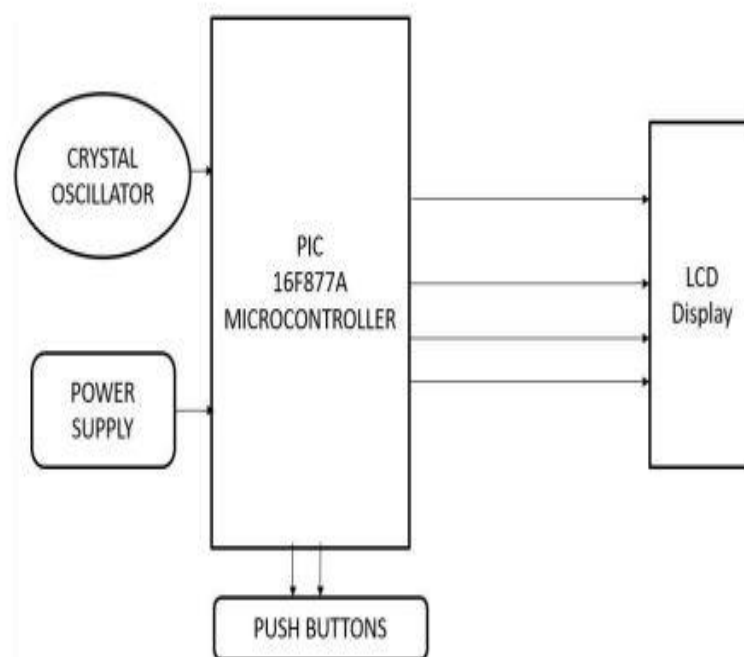 CRYSTAL
OSCILLATOR
PIC
16F877A
MICROCONTROLLER
LCD
Display
POWER
SUPPLY
PUSH BUTTONS